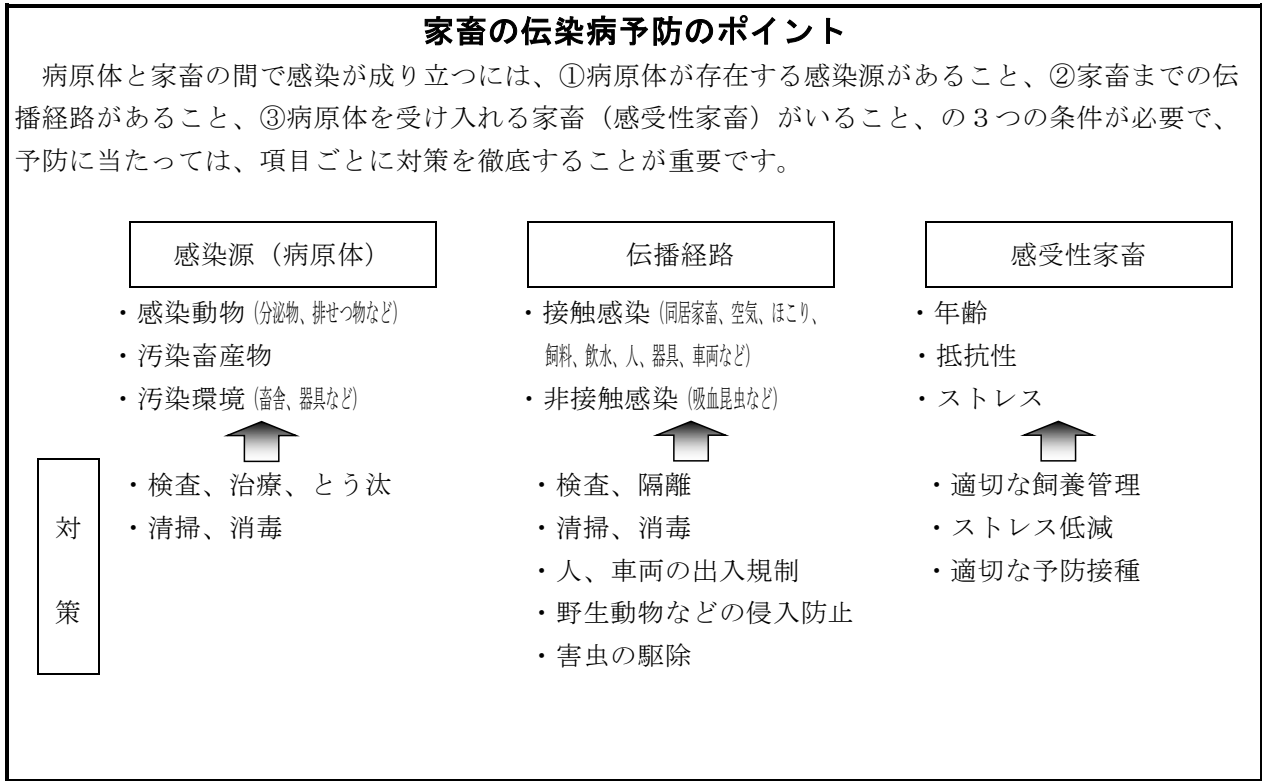 家畜の伝染病予防のポイント
病原体と家畜の間で感染が成り立つには、①病原体が存在する感染源があること、②家畜までの伝
播経路があること、③病原体を受け入れる家畜（感受性家畜）がいること、の３つの条件が必要で、
予防に当たっては、項目ごとに対策を徹底することが重要です。
感染源（病原体）
・感染動物（分泌物、排せつ物など）
・汚染畜産物
・汚染環境（畜舎、器具など）
伝播経路
・接触感染（同居家畜、空気、ほこり、
飼料、飲水、人、器具、車両など）
・非接触感染（吸血昆虫など）
感受性家畜
・年齢
・抵抗性
・ストレス
対策
・検査、治療、とう汰
・清掃、消毒
・検査、隔離
・清掃、消毒
・人、車両の出入規制
・野生動物などの侵入防止
・害虫の駆除
・適切な飼養管理
・ストレス低減
・適切な予防接種